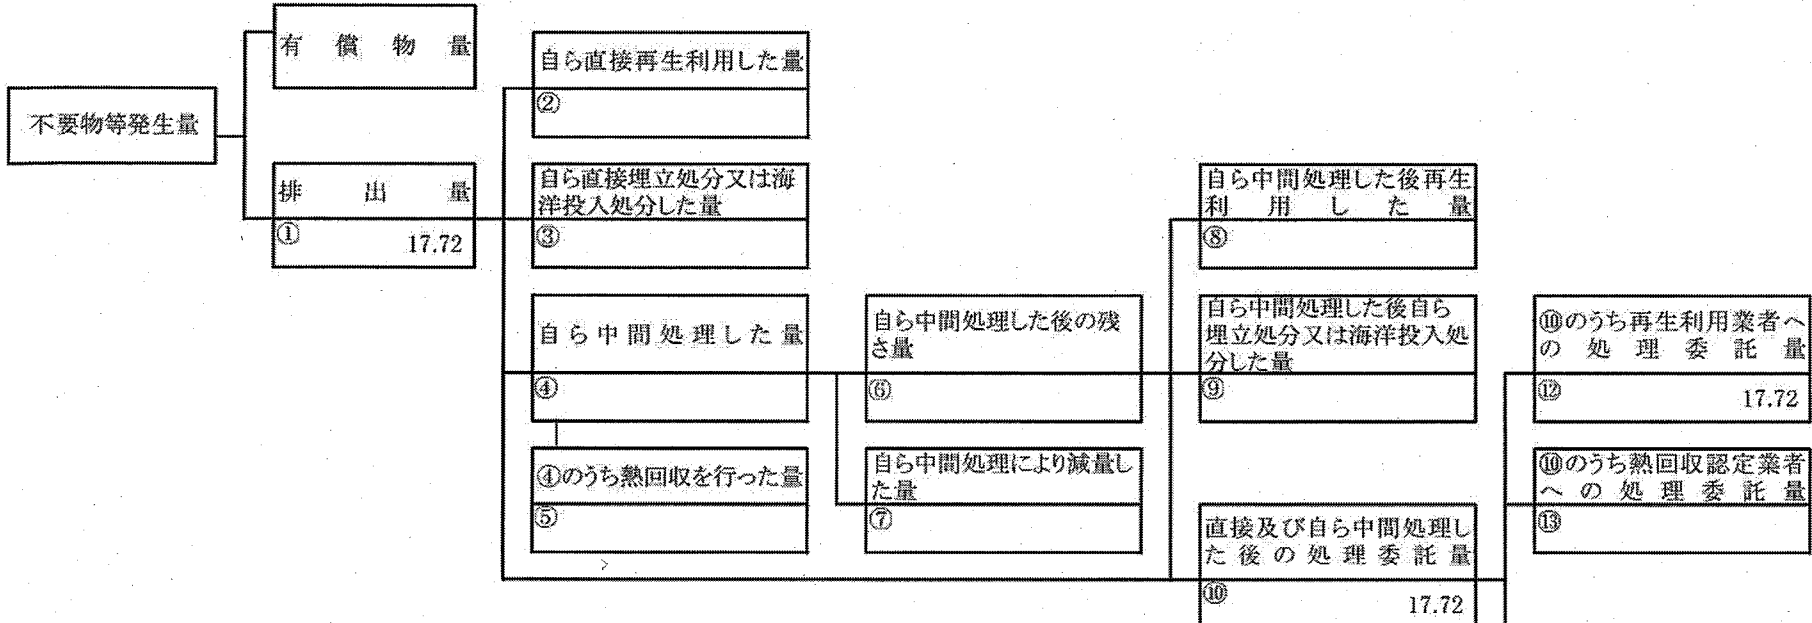 有償物量
不要物等発生量
排出量
①
17.72
自ら直接再生利用した量
②
自ら直接埋立処分又は海
洋投入処分した量
③
自ら中間処理した量
④
④のうち熱回収を行った量
⑤
自ら中間処理した後の残
さ量
⑥
自ら中間処理により減量し
た量
⑦
自ら中間処理した後再生
利用した量
⑧
自ら中間処理した後自ら
埋立処分又は海洋投入処
分した量
⑨
直接及び自ら中間処理し
た後の処理委託量
⑩
17.72
⑩のうち再生利用業者へ
の処理委託量
⑫
17.72
⑩のうち熱回収認定業者
への処理委託量
⑬